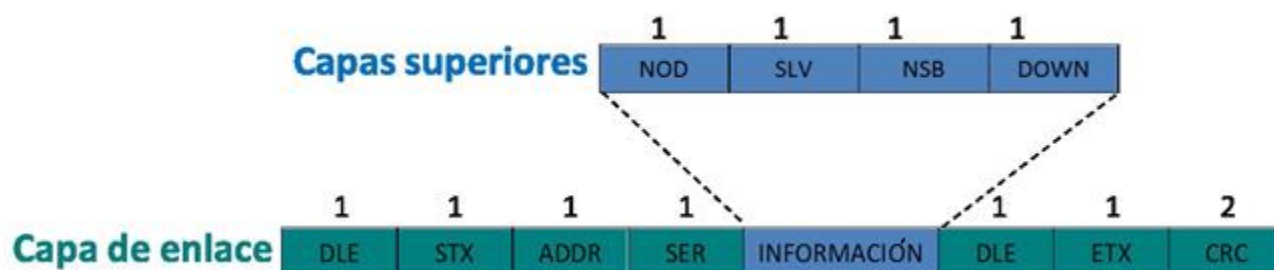 1 1 1 1
Capas superiores NOD SLV NSB DOWN
1 1 1 1 1 1 2
Capa de enlace DLE STX ADDR SER INFORMACIÓN DLE ETX CRC